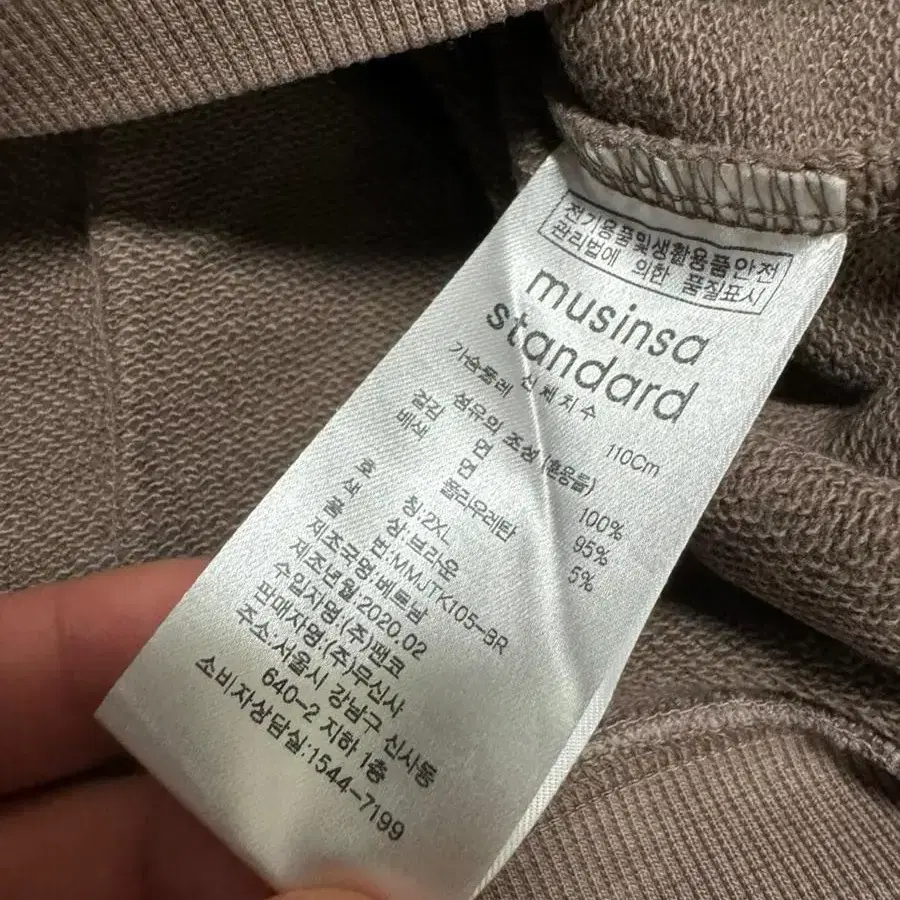 전기용품및생활용품안전
관리법에 의한 품질표시
musinsa
standard
신체치수
가슴둘레 110Cm
섬유의 조성 (혼용율)
겉감 면 100%
배색 면 95%
폴리우레탄 5%
호 칭:2XL
색 상:브라운
품 번:MMJTK105-BR
제조국명:베트남
제조년월:2020.02
수입자명:(주)팬코
판매자명:(주)무신사
주소:서울시 강남구 신사동
640-2 지하 1층
소비자상담실:1544-7199